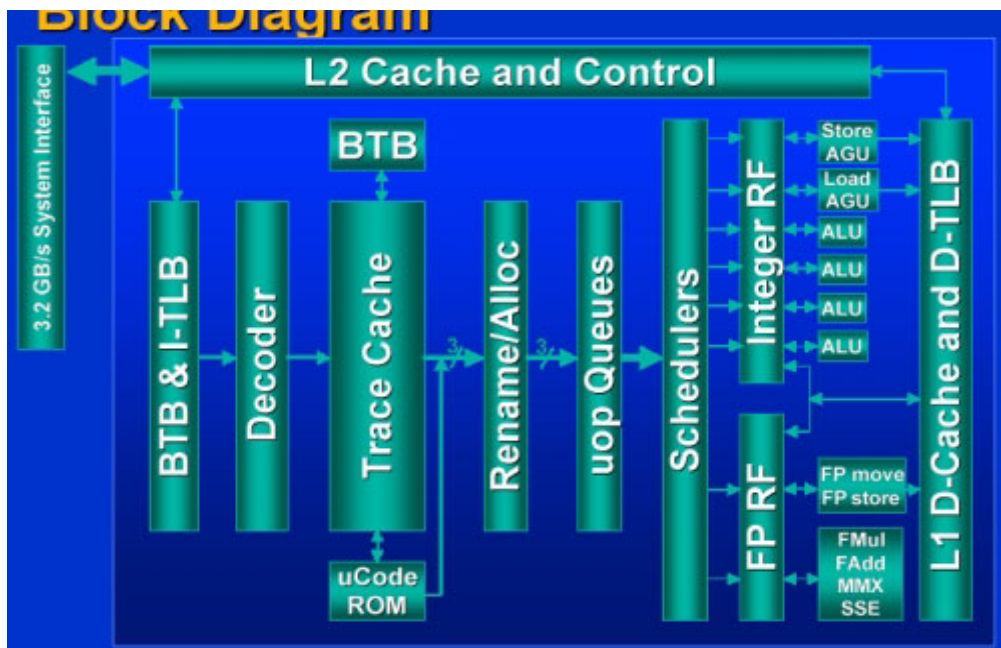 Block Diagram
3.2 GB/s System Interface
L2 Cache and Control
BTB & I-TLB
Decoder
BTB
Trace Cache
uCode
ROM
3
Rename/Alloc
3
uop Queues
Schedulers
Integer RF
FP RF
Store
AGU
Load
AGU
ALU
ALU
ALU
ALU
FP move
FP store
FMul
FAdd
MMX
SSE
L1 D-Cache and D-TLB